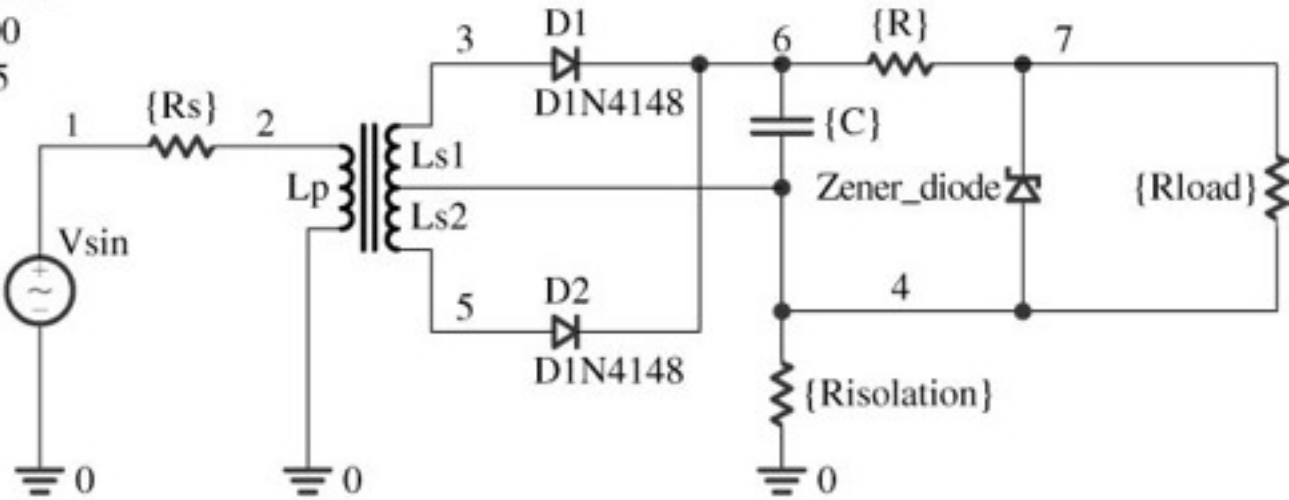 3
D1
6
{R}
7
D1N4148
{C}
1
{Rs}
2
Ls1
Lp
Zener_diode
{Rload}
Ls2
Vsin
+
~
−
5
D2
4
D1N4148
{Risolation}
0
0
0